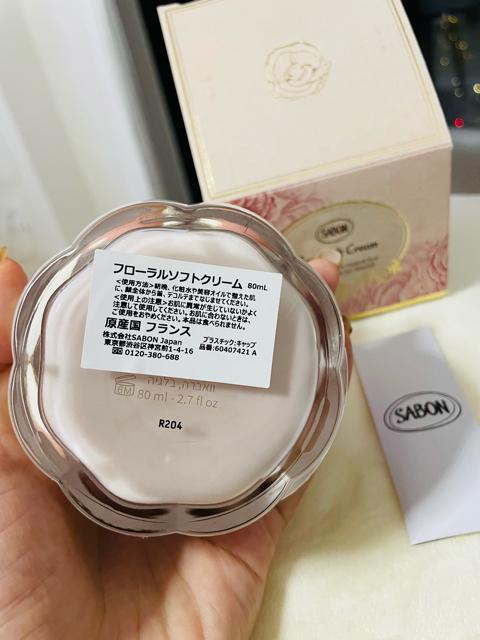 SABON
Cream
フローラルソフトクリーム 80mL
<使用方法>朝晩、化粧水や美容オイルで整えた肌
に、顔全体から首、デコルテまでなじませてください。
<使用上の注意>お肌に異常が生じていないかよく
注意して使用してください。お肌に合わないときは、
ご使用をおやめください。本品は食べられません。
原産国 フランス
プラスチック:キャップ
株式会社SABON Japan
品番:60407421 A
東京都渋谷区神宮前1-4-16
0120-380-688
6M
80 ml - 2.7 fl oz
R204
SABON